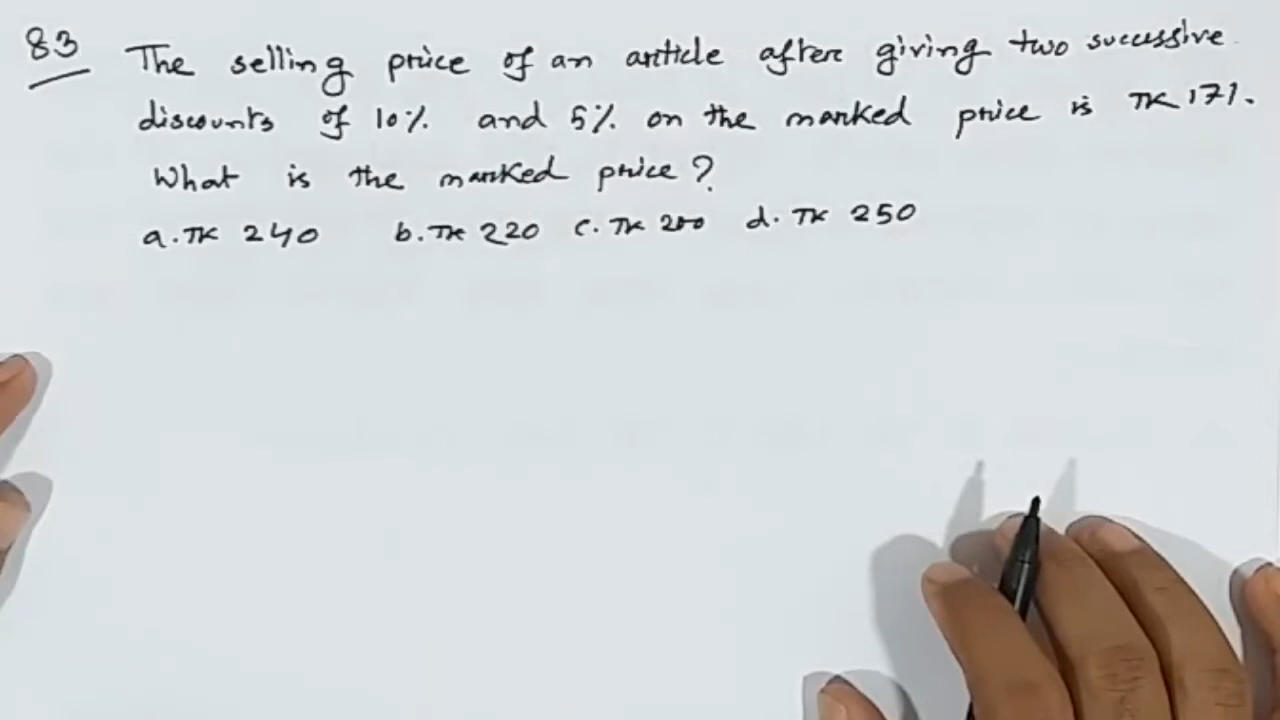 83 The selling price of an article after giving two successive
discounts of 10% and 5% on the marked price is TK 171.
What is the marked price?
a. TK 240 b. TK 220 c. TK 200 d. TK 250